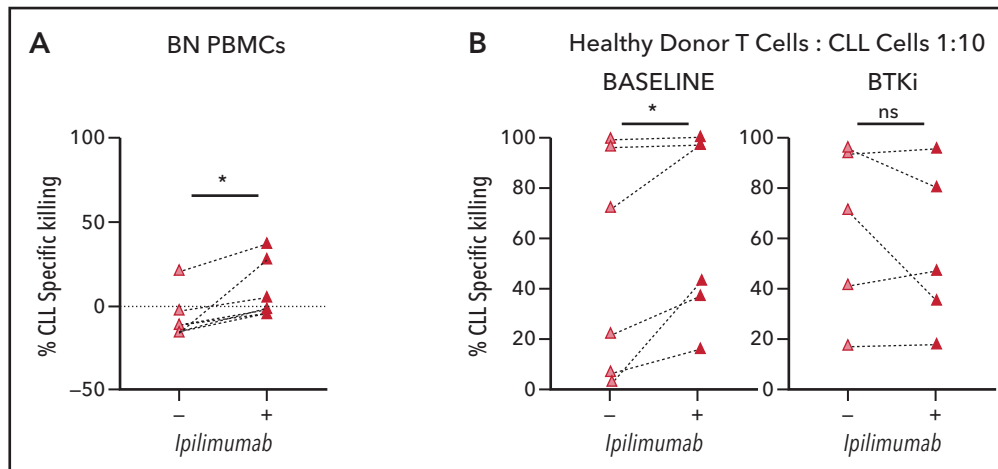 A
BN PBMCs
% CLL Specific killing
100
50
0
−50
*
− +
Ipilimumab
B
Healthy Donor T Cells : CLL Cells 1:10
BASELINE
% CLL Specific killing
100
80
60
40
20
0
*
− +
Ipilimumab
BTKi
100
80
60
40
20
0
ns
− +
Ipilimumab